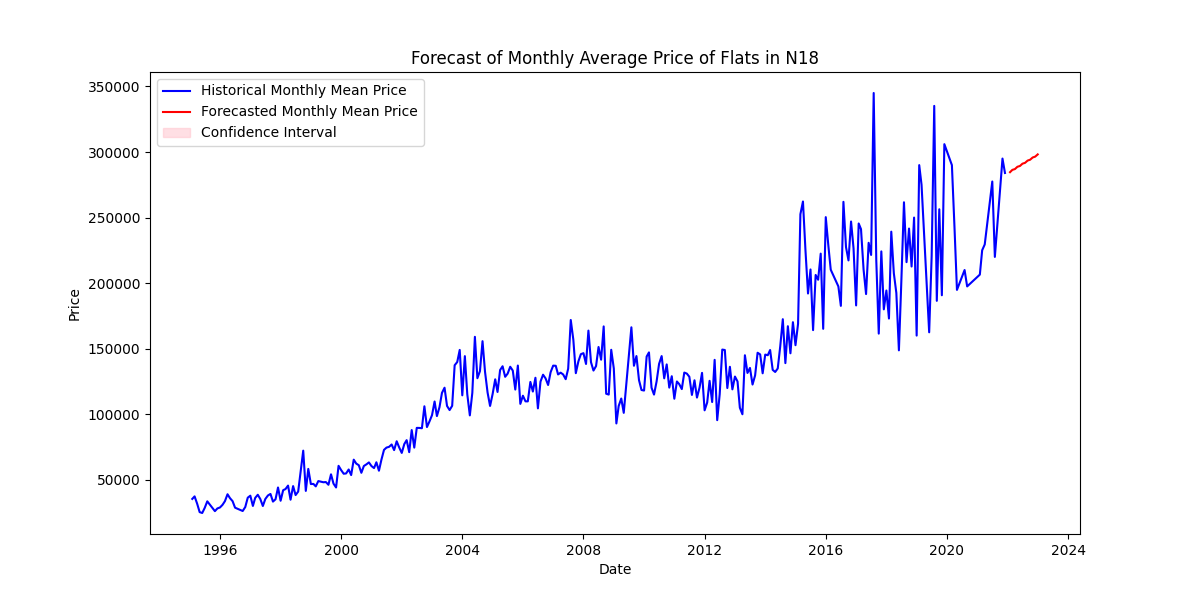 Forecast of Monthly Average Price of Flats in N18
Historical Monthly Mean Price
Forecasted Monthly Mean Price
Confidence Interval
350000
300000
250000
200000
150000
100000
50000
Price
1996 2000 2004 2008 2012 2016 2020 2024
Date